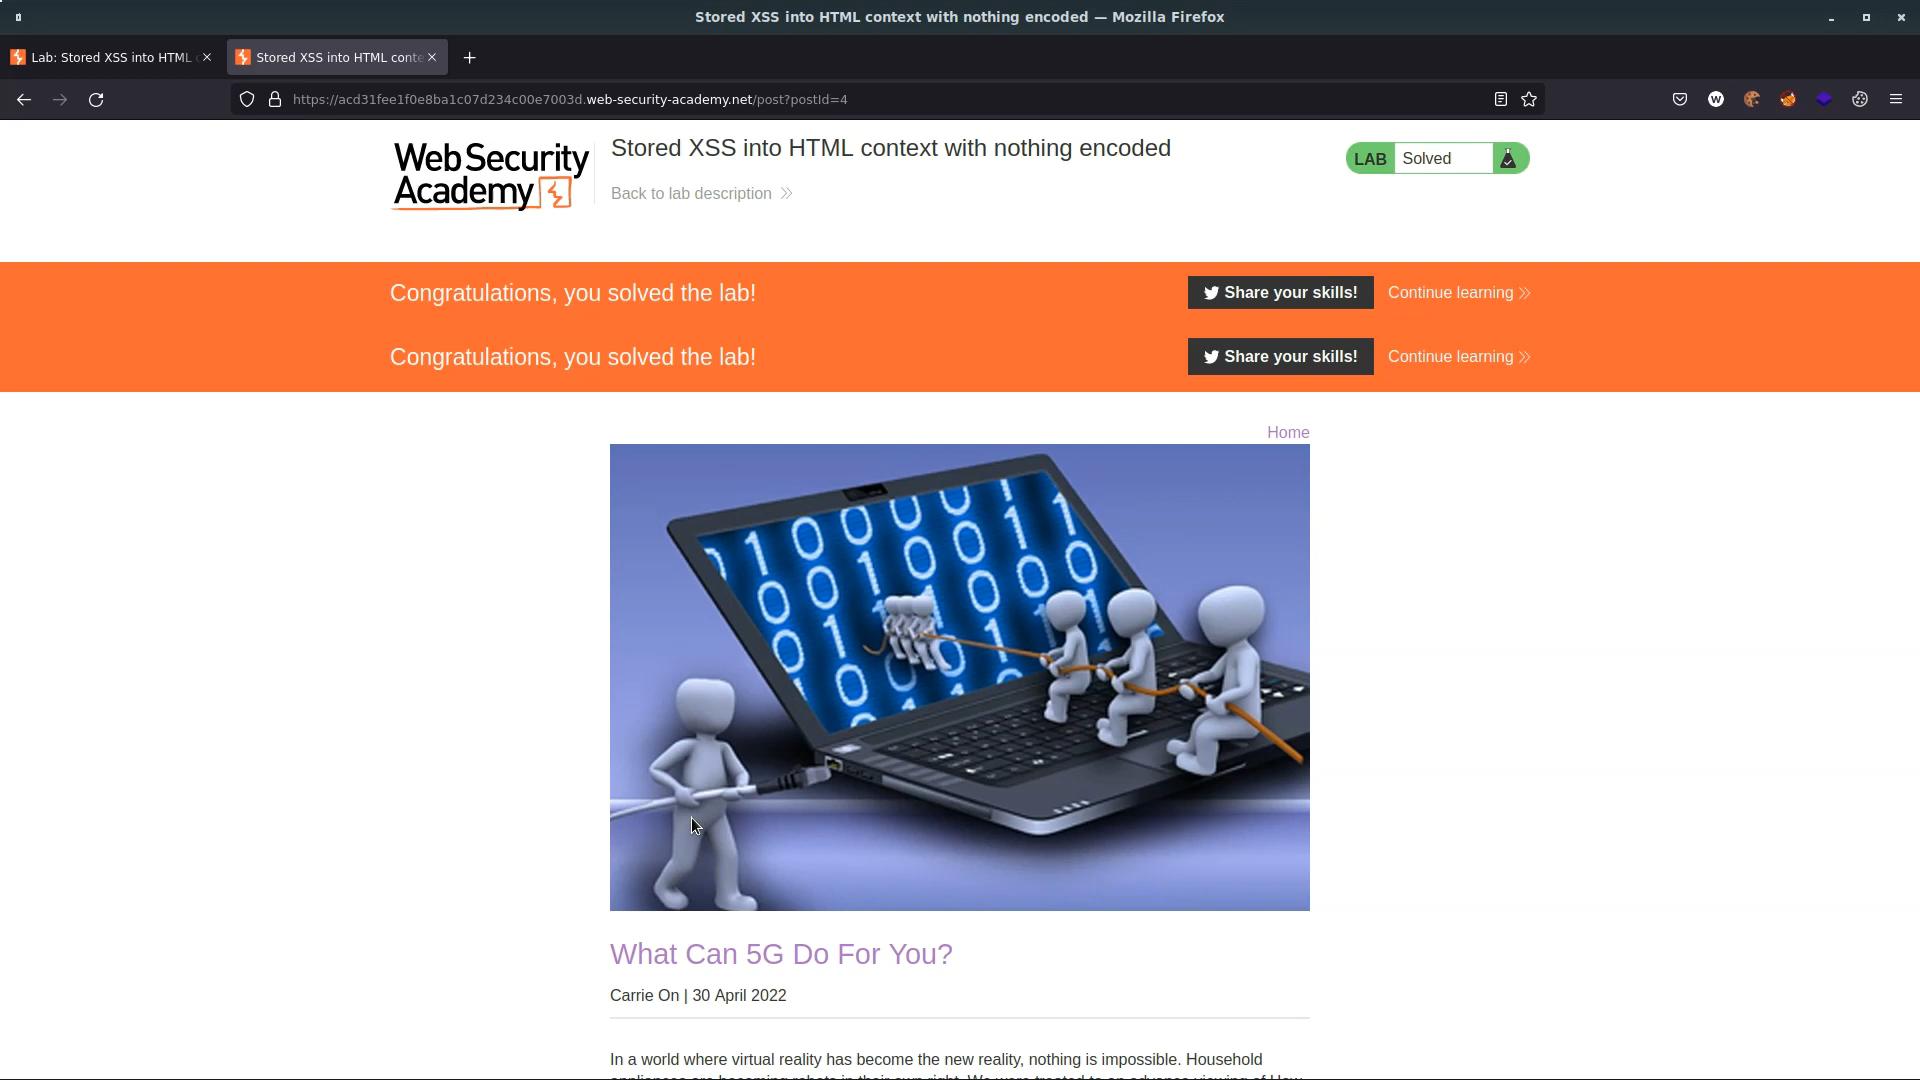 Stored XSS into HTML context with nothing encoded — Mozilla Firefox
Lab: Stored XSS into HTML
Stored XSS into HTML conte
https://acd31fee1f0e8ba1c07d234c00e7003d.web-security-academy.net/post?postId=4
Web Security
Academy
Stored XSS into HTML context with nothing encoded
Back to lab description
LAB Solved
Congratulations, you solved the lab!
Share your skills! Continue learning
Congratulations, you solved the lab!
Share your skills! Continue learning
Home
What Can 5G Do For You?
Carrie On | 30 April 2022
In a world where virtual reality has become the new reality, nothing is impossible. Household